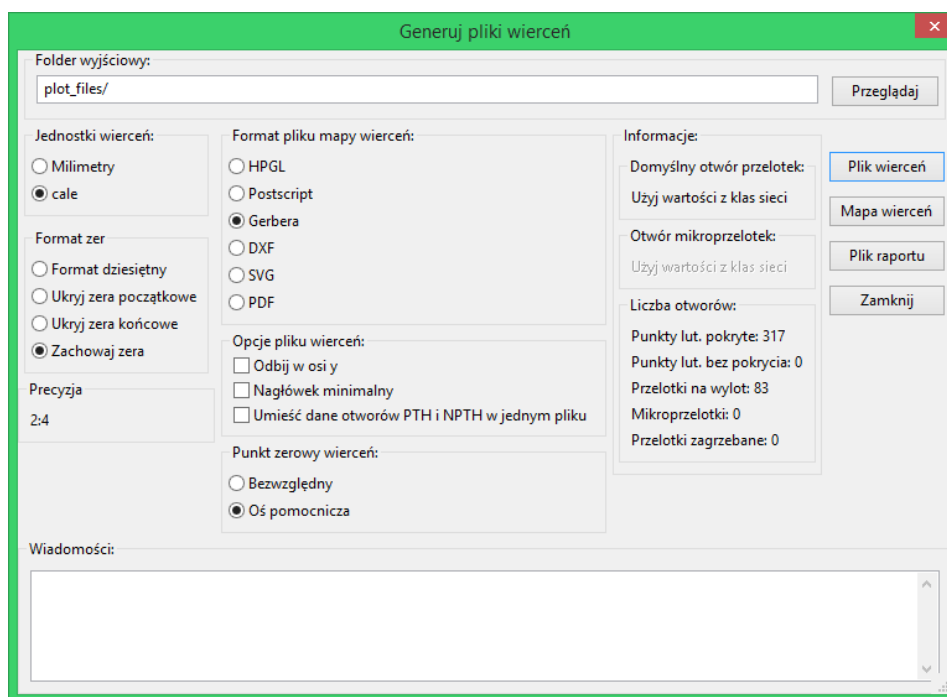 Generuj pliki wierceń
Folder wyjściowy:
plot_files/
Przeglądaj
Jednostki wierceń:
Milimetry
cale
Format zer
Format dziesiętny
Ukryj zera początkowe
Ukryj zera końcowe
Zachowaj zera
Precyzja
2:4
Format pliku mapy wierceń:
HPGL
Postscript
Gerbera
DXF
SVG
PDF
Opcje pliku wierceń:
Odbij w osi y
Nagłówek minimalny
Umieść dane otworów PTH i NPTH w jednym pliku
Punkt zerowy wierceń:
Bezwzględny
Oś pomocnicza
Informacje:
Domyślny otwór przelotek:
Użyj wartości z klas sieci
Otwór mikroprzelotek:
Użyj wartości z klas sieci
Liczba otworów:
Punkty lut. pokryte: 317
Punkty lut. bez pokrycia: 0
Przelotki na wylot: 83
Mikroprzelotki: 0
Przelotki zagrzebane: 0
Plik wierceń
Mapa wierceń
Plik raportu
Zamknij
Wiadomości: